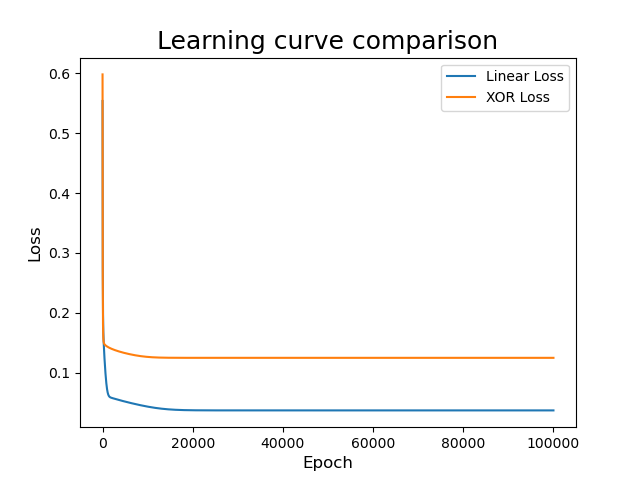 Learning curve comparison
Linear Loss
XOR Loss
Loss
0.6
0.5
0.4
0.3
0.2
0.1
0 20000 40000 60000 80000 100000
Epoch